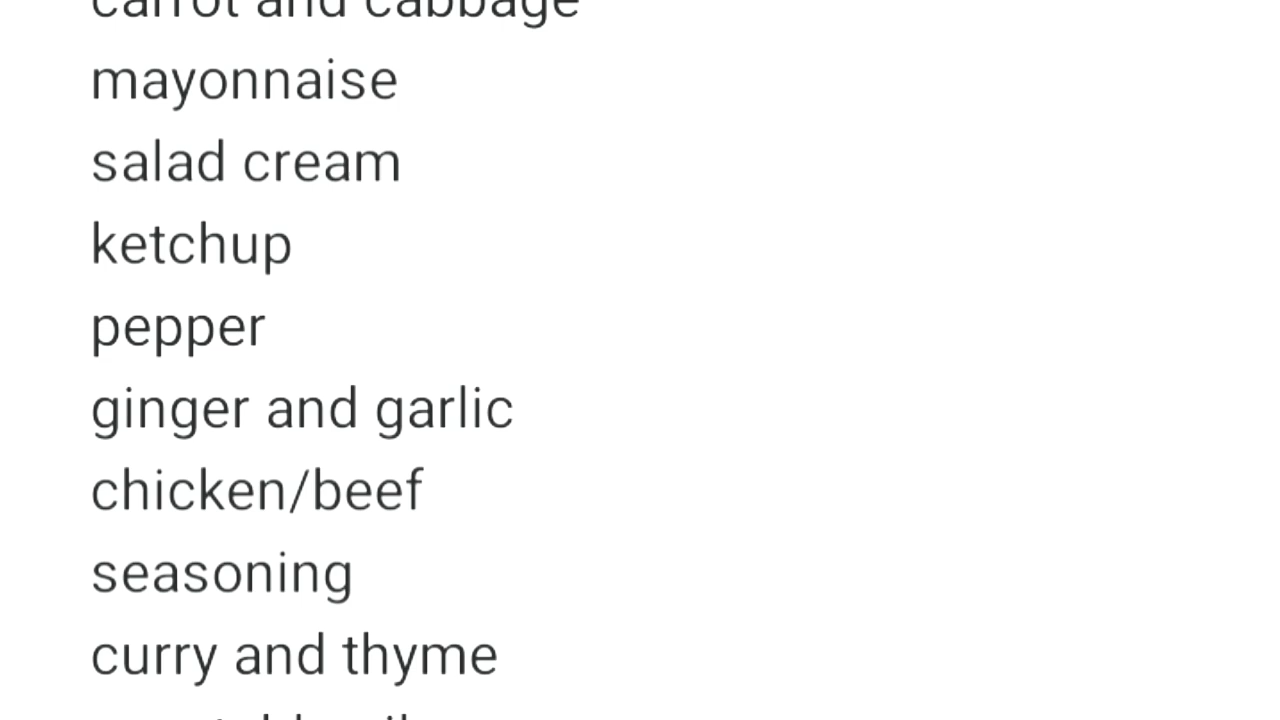 carrot and cabbage
mayonnaise
salad cream
ketchup
pepper
ginger and garlic
chicken/beef
seasoning
curry and thyme